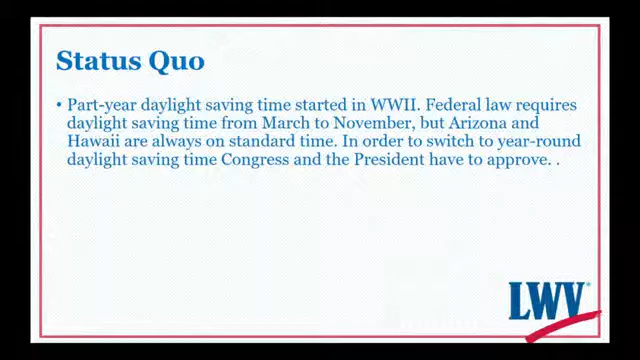 Status Quo
• Part-year daylight saving time started in WWII. Federal law requires
daylight saving time from March to November, but Arizona and
Hawaii are always on standard time. In order to switch to year-round
daylight saving time Congress and the President have to approve. .
LWV®